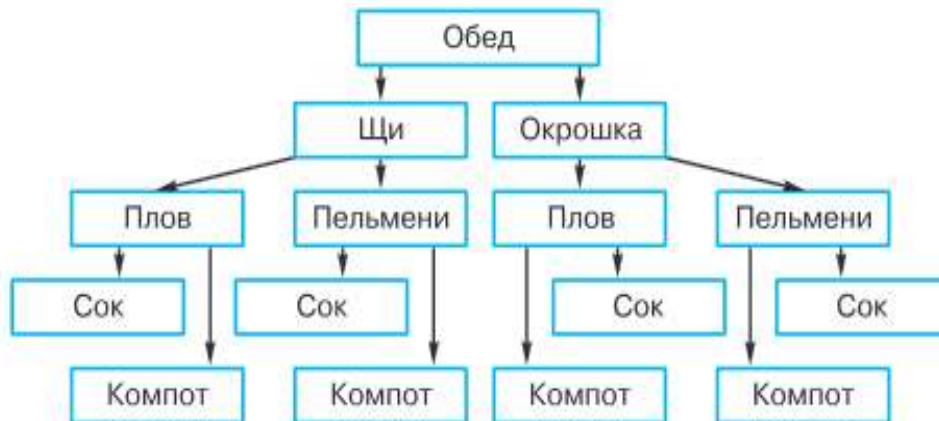 Обед
Щи Окрошка
Плов Пельмени Плов Пельмени
Сок Сок Сок Сок
Компот Компот Компот Компот